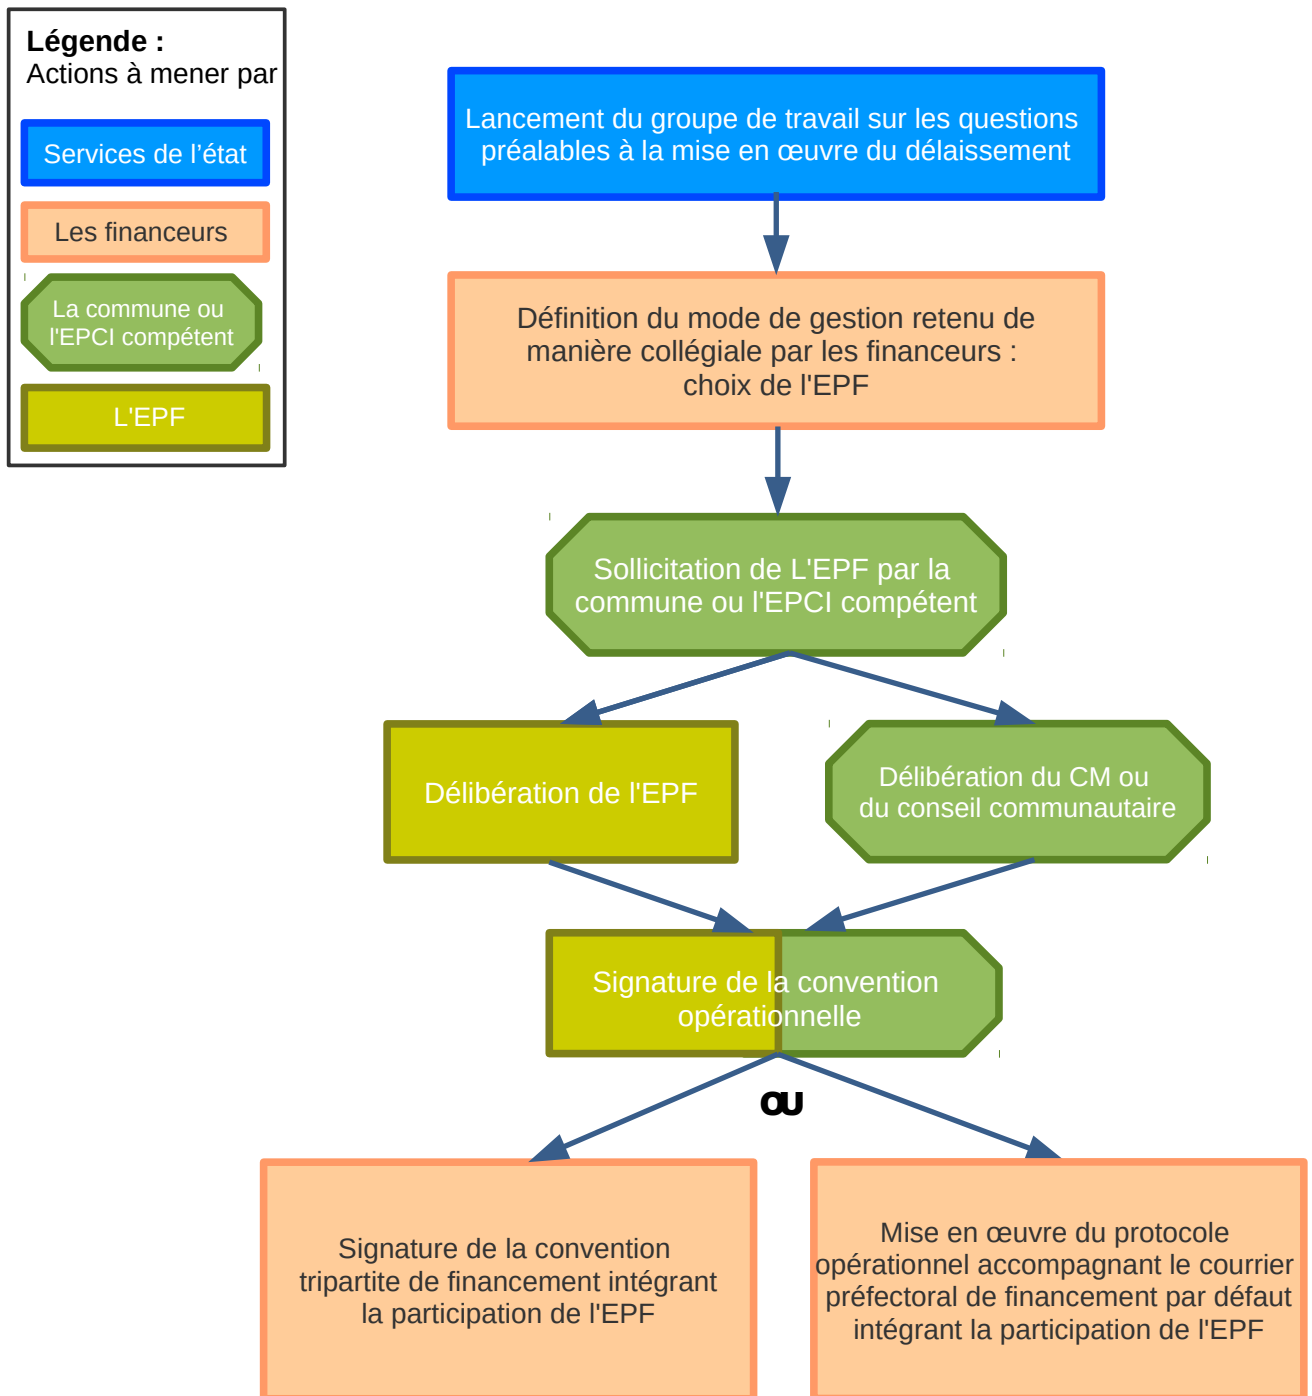 Légende :
Actions à mener par
Services de l’état
Les financeurs
La commune ou
l'EPCI compétent
L'EPF
Lancement du groupe de travail sur les questions
préalables à la mise en œuvre du délaissement
Définition du mode de gestion retenu de
manière collégiale par les financeurs :
choix de l'EPF
Sollicitation de L'EPF par la
commune ou l'EPCI compétent
Délibération de l'EPF
Délibération du CM ou
du conseil communautaire
Signature de la convention
opérationnelle
ou
Signature de la convention
tripartite de financement intégrant
la participation de l'EPF
Mise en œuvre du protocole
opérationnel accompagnant le courrier
préfectoral de financement par défaut
intégrant la participation de l'EPF